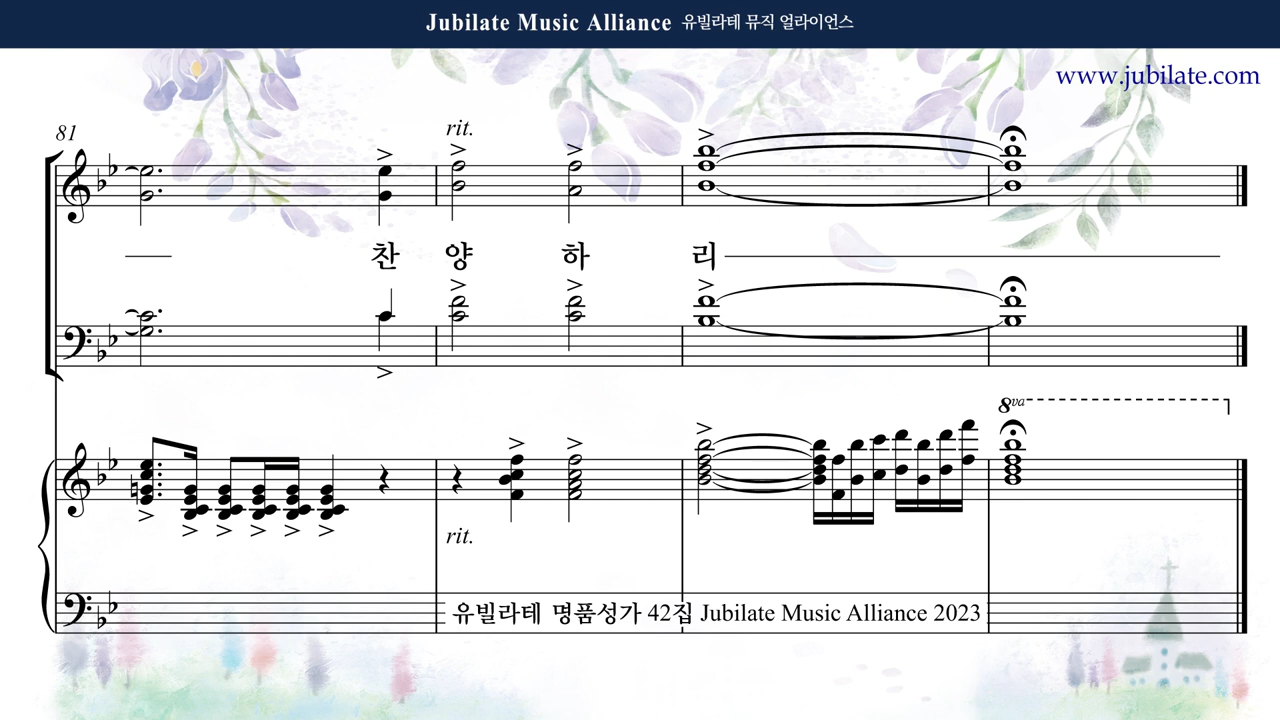 Jubilate Music Alliance 유빌라테 뮤직 얼라이언스
www.jubilate.com
81
rit.
찬 양 하 리
8va
rit.
유빌라테 명품성가 42집 Jubilate Music Alliance 2023